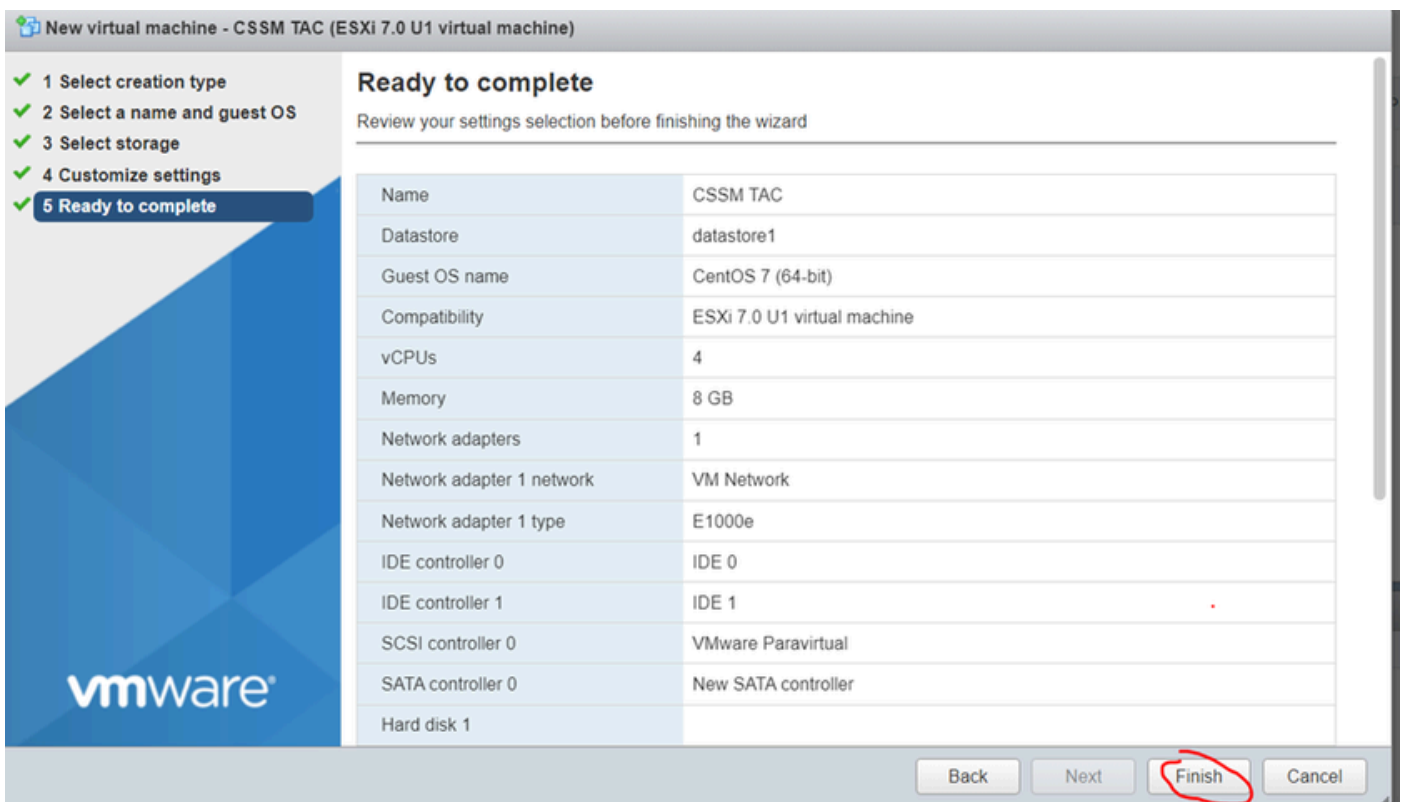 New virtual machine - CSSM TAC (ESXi 7.0 U1 virtual machine)
1 Select creation type
2 Select a name and guest OS
3 Select storage
4 Customize settings
5 Ready to complete
vmware®
Ready to complete
Review your settings selection before finishing the wizard
Name CSSM TAC
Datastore datastore1
Guest OS name CentOS 7 (64-bit)
Compatibility ESXi 7.0 U1 virtual machine
vCPUs 4
Memory 8 GB
Network adapters 1
Network adapter 1 network VM Network
Network adapter 1 type E1000e
IDE controller 0 IDE 0
IDE controller 1 IDE 1
SCSI controller 0 VMware Paravirtual
SATA controller 0 New SATA controller
Hard disk 1
Back Next Finish Cancel